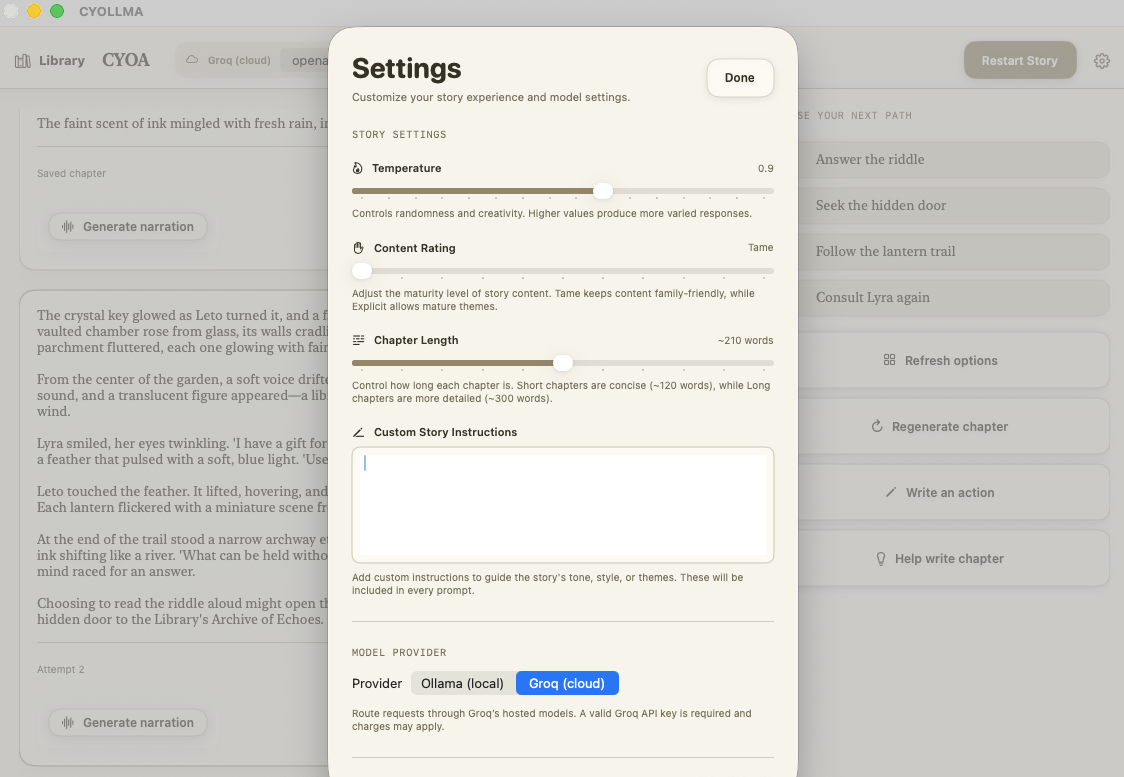 CYOLLMA
Library
CYOA
Groq (cloud)
opena
Restart Story
The faint scent of ink mingled with fresh rain, in
Saved chapter
Generate narration
The crystal key glowed as Leto turned it, and a f
vaulted chamber rose from glass, its walls cradli
parchment fluttered, each one glowing with fain
From the center of the garden, a soft voice drifte
sound, and a translucent figure appeared—a lib
wind.
Lyra smiled, her eyes twinkling. 'I have a gift for
a feather that pulsed with a soft, blue light. 'Use
Leto touched the feather. It lifted, hovering, and
Each lantern flickered with a miniature scene fr
At the end of the trail stood a narrow archway e
ink shifting like a river. 'What can be held witho
mind raced for an answer.
Choosing to read the riddle aloud might open th
hidden door to the Library's Archive of Echoes.
Attempt 2
Generate narration
Settings
Customize your story experience and model settings.
Done
STORY SETTINGS
Temperature
0.9
Controls randomness and creativity. Higher values produce more varied responses.
Content Rating
Tame
Adjust the maturity level of story content. Tame keeps content family-friendly, while
Explicit allows mature themes.
Chapter Length
~210 words
Control how long each chapter is. Short chapters are concise (~120 words), while Long
chapters are more detailed (~300 words).
Custom Story Instructions
Add custom instructions to guide the story's tone, style, or themes. These will be
included in every prompt.
MODEL PROVIDER
Provider
Ollama (local)
Groq (cloud)
Route requests through Groq's hosted models. A valid Groq API key is required and
charges may apply.
SE YOUR NEXT PATH
Answer the riddle
Seek the hidden door
Follow the lantern trail
Consult Lyra again
Refresh options
Regenerate chapter
Write an action
Help write chapter